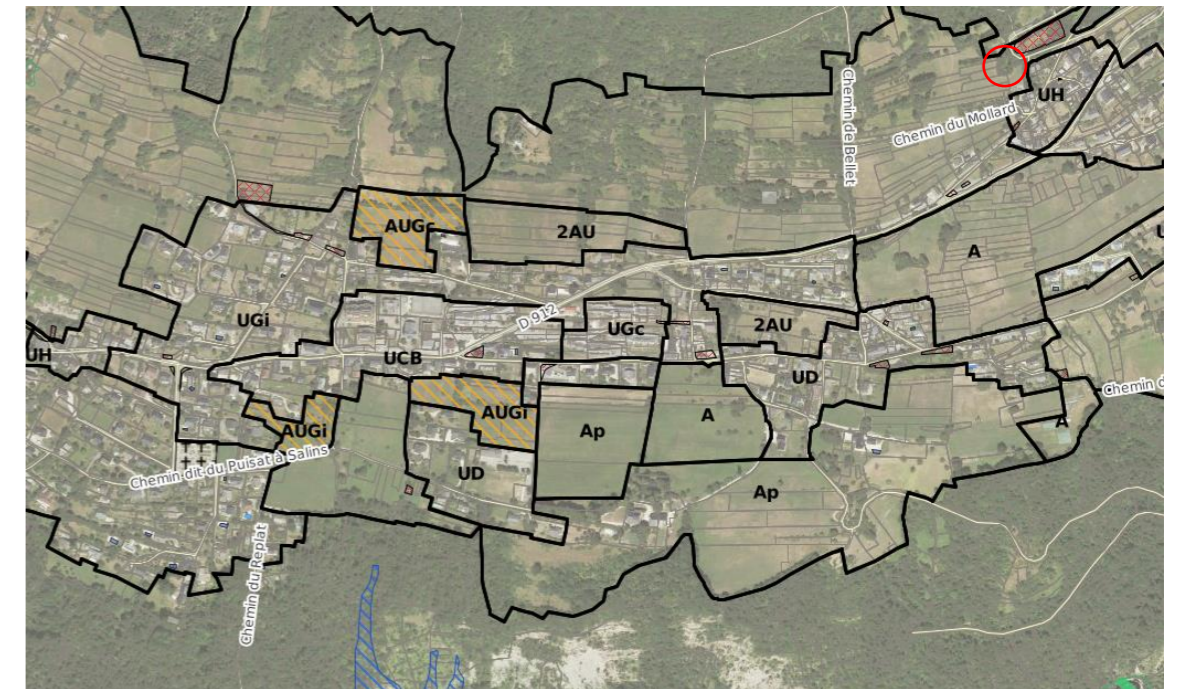 Chemin de Bellet
UH
Chemin du Mollard
AUGc
2AU
A
UGi
D 912
UGc
2AU
UH
UCB
UD
Chemin d
AUGi
A
A
AUGi
Ap
UD
Chemin dit du Puisat à Salins
Ap
Chemin du Replat